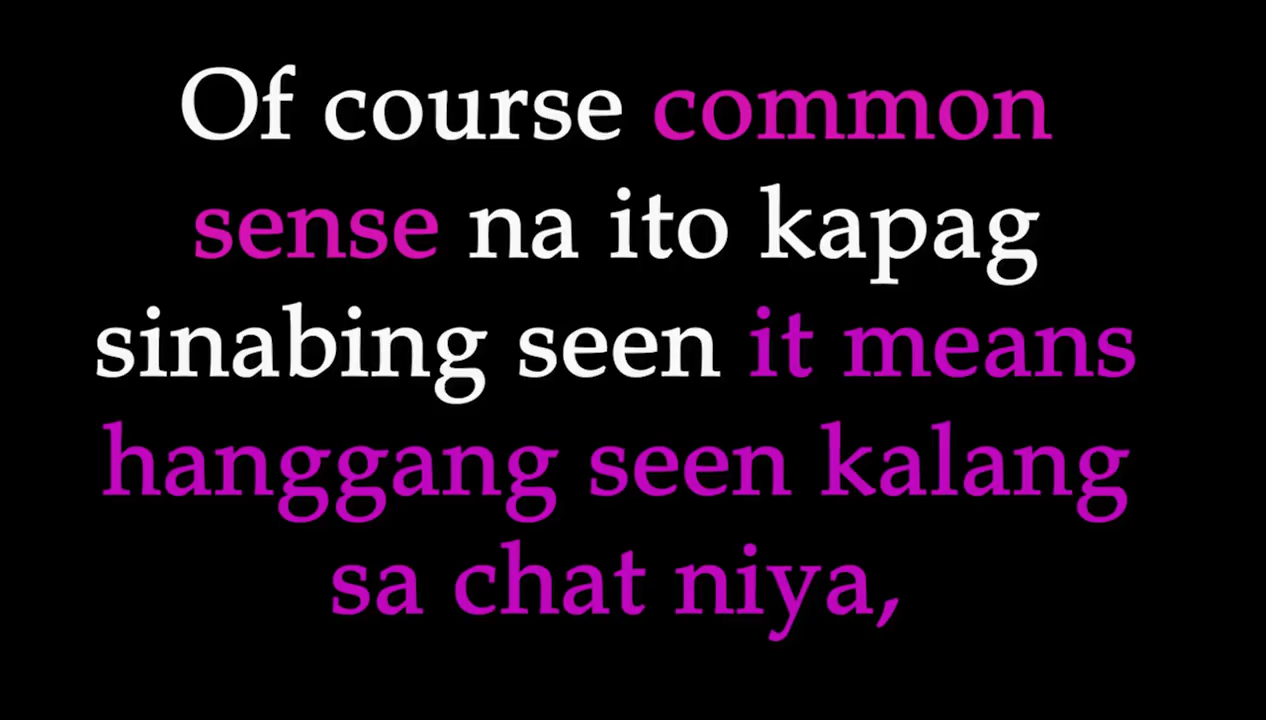 Of course common
sense na ito kapag
sinabing seen it means
hanggang seen kalang
sa chat niya,